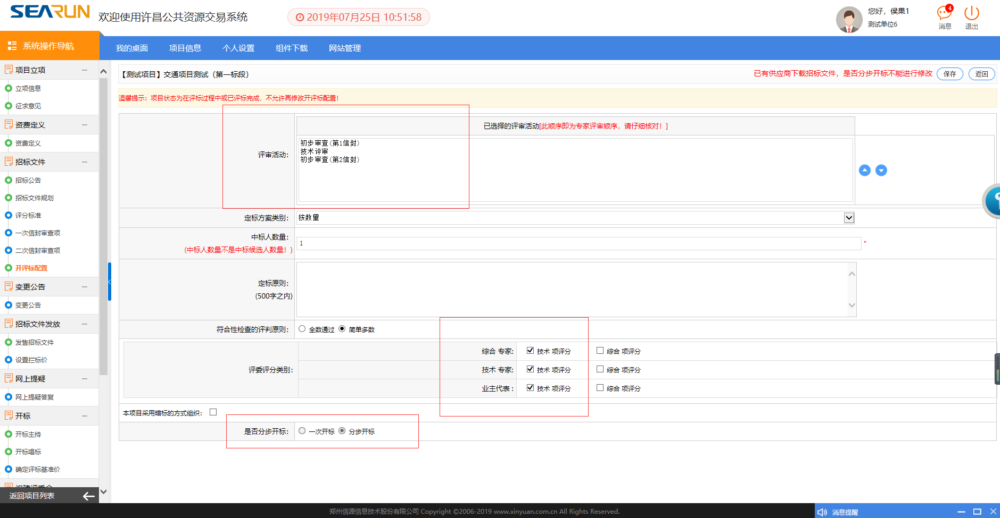 SEARUN
欢迎使用许昌公共资源交易系统
2019年07月25日 10:51:58
您好，侯果1
测试单位6
4
消息
退出
系统操作导航
我的桌面
项目信息
个人设置
组件下载
网站管理
项目立项
立项信息
征求意见
资费定义
资费定义
招标文件
招标公告
招标文件规划
评分标准
一次信封审查项
二次信封审查项
开评标配置
变更公告
变更公告
招标文件发放
发售招标文件
设置拦标价
网上提疑
网上提疑答复
开标
开标主持
开标唱标
确定评标基准价
返回项目列表
【测试项目】交通项目测试（第一标段）
已有供应商下载招标文件，是否分步开标不能进行修改
保存
返回
温馨提示：项目状态为在评标过程中或已评标完成，不允许再修改开评标配置！
评审活动：
已选择的评审活动[此顺序即为专家评审顺序，请仔细核对！]
初步审查(第1信封)
技术评审
初步审查(第2信封)
定标方案类别：
按数量
中标人数量：
(中标人数量不是中标候选人数量！)
1
*
定标原则：
(500字之内)
符合性检查的评判原则：
全数通过 简单多数
评委评分类别：
综合 专家: 技术 项评分 综合 项评分
技术 专家: 技术 项评分 综合 项评分
业主代表 : 技术 项评分 综合 项评分
本项目采用暗标的方式组织：
是否分步开标：
一次开标 分步开标
郑州信源信息技术股份有限公司 Copyright ©2006-2019 www.xinyuan.com.cn All Rights Reserved.
消息提醒